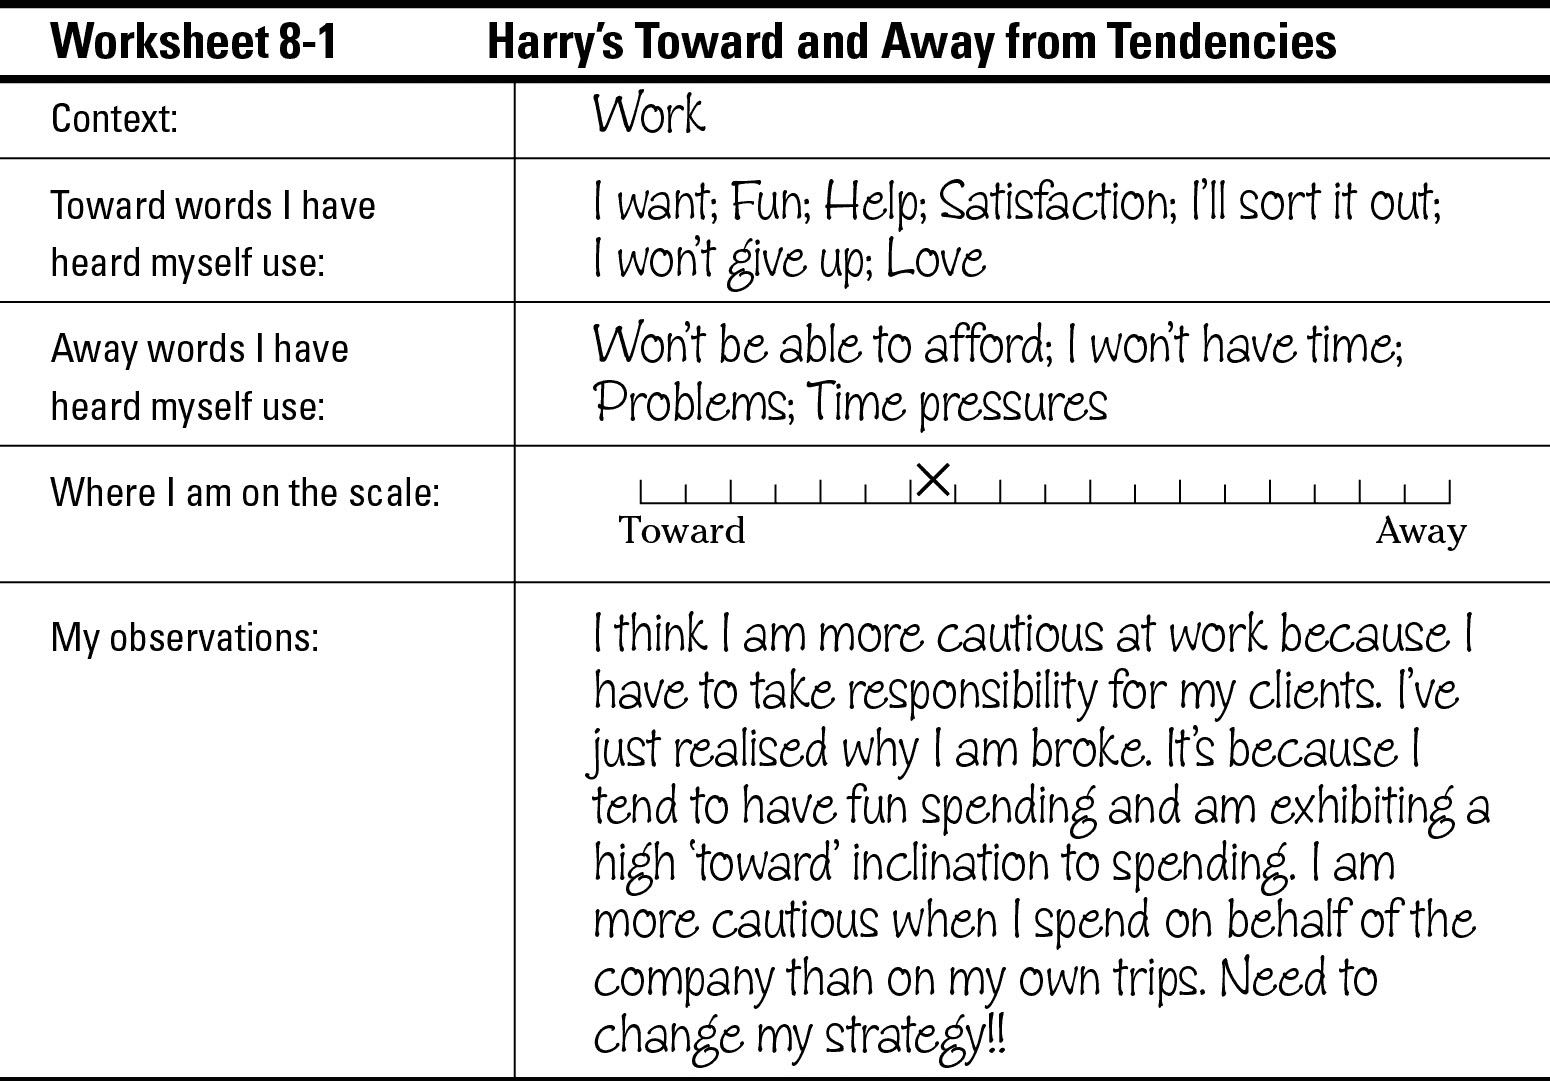 Worksheet 8-1 Harry's Toward and Away from Tendencies
Context: Work
Toward words I have I want; Fun; Help; Satisfaction; I'll sort it out;
heard myself use: I won't give up; Love
Away words I have Won't be able to afford; I won't have time;
heard myself use: Problems; Time pressures
Where I am on the scale:
Toward Away
My observations: I think I am more cautious at work because I
have to take responsibility for my clients. I've
just realised why I am broke. It's because I
tend to have fun spending and am exhibiting a
high 'toward' inclination to spending. I am
more cautious when I spend on behalf of the
company than on my own trips. Need to
change my strategy!!